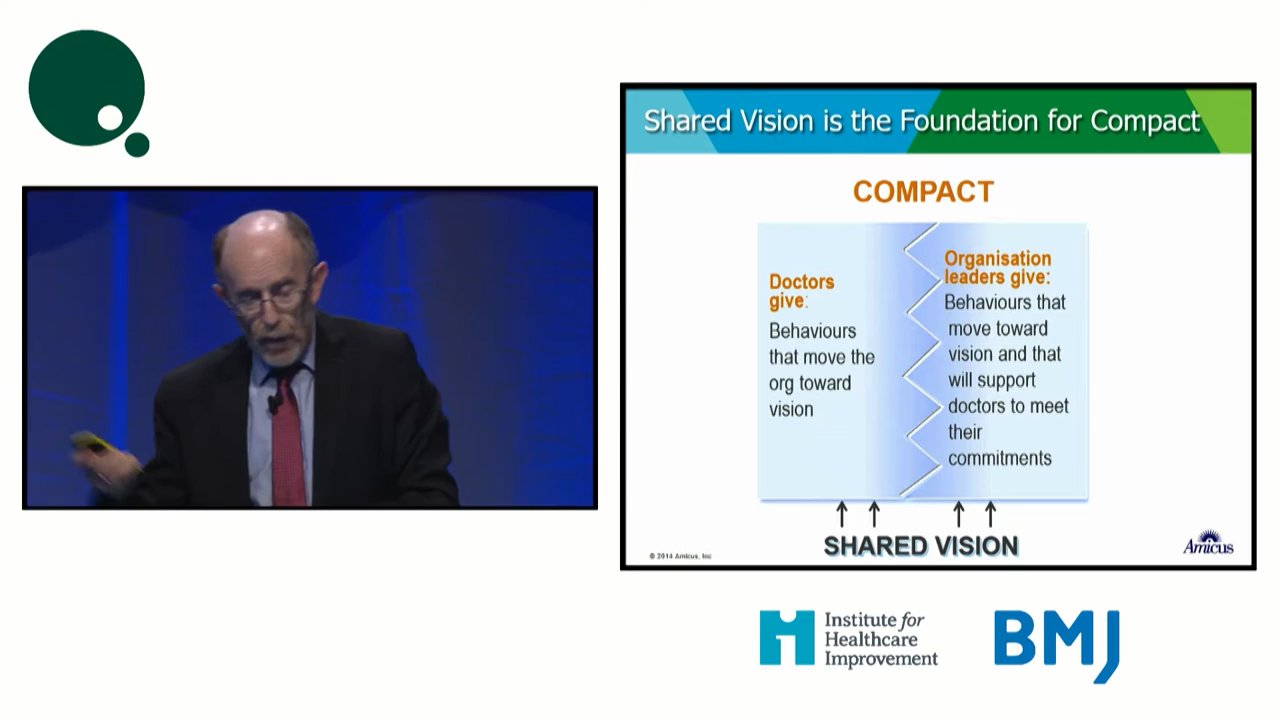 Shared Vision is the Foundation for Compact
COMPACT
Doctors
give:
Behaviours
that move the
org toward
vision
Organisation
leaders give:
Behaviours that
move toward
vision and that
will support
doctors to meet
their
commitments
SHARED VISION
© 2014 Amicus, Inc
Amicus
Institute for
Healthcare
Improvement
BMJ